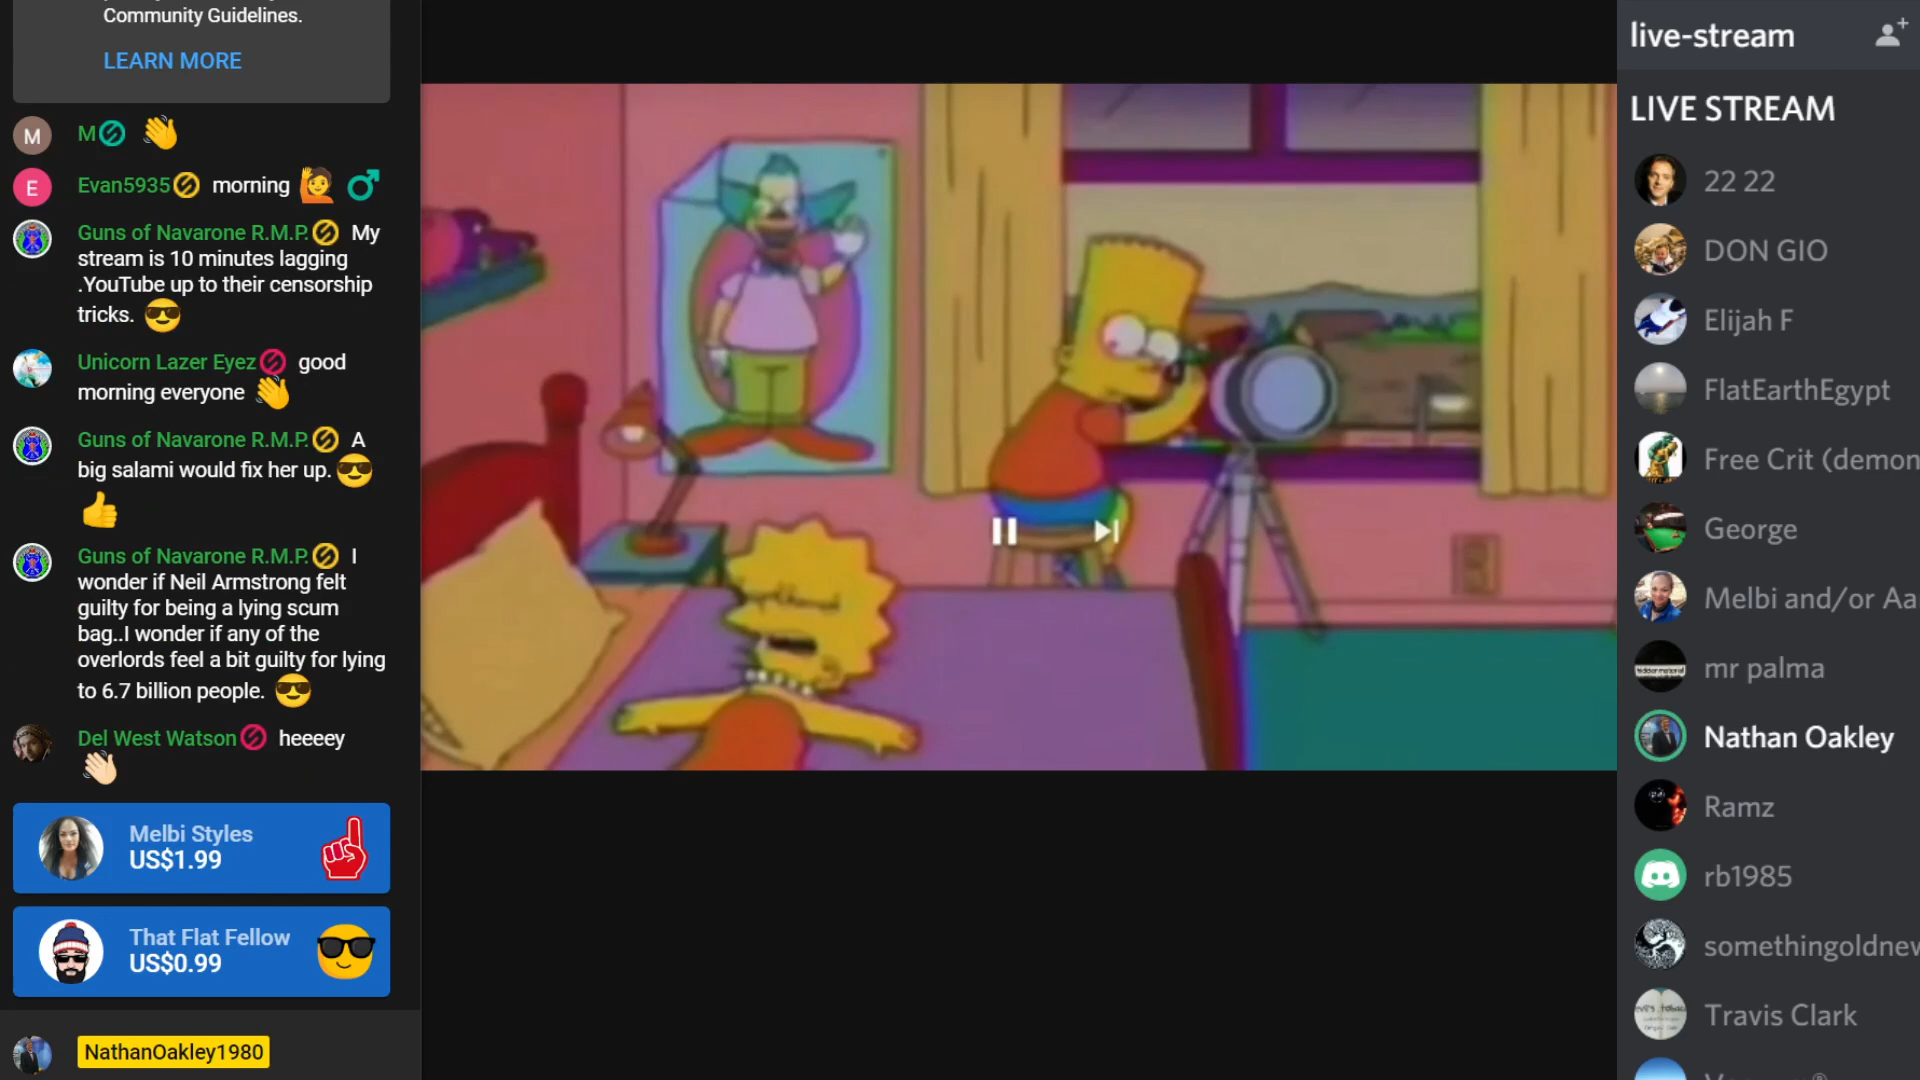 Community Guidelines.
LEARN MORE
M
M
E
Evan5935 morning
Guns of Navarone R.M.P. My
stream is 10 minutes lagging
.YouTube up to their censorship
tricks.
Unicorn Lazer Eyez good
morning everyone
Guns of Navarone R.M.P. A
big salami would fix her up.
Guns of Navarone R.M.P. I
wonder if Neil Armstrong felt
guilty for being a lying scum
bag..I wonder if any of the
overlords feel a bit guilty for lying
to 6.7 billion people.
Del West Watson heeeey
Melbi Styles
US$1.99
That Flat Fellow
US$0.99
NathanOakley1980
live-stream
LIVE STREAM
22 22
DON GIO
Elijah F
FlatEarthEgypt
Free Crit (demon
George
Melbi and/or Aa
mr palma
Nathan Oakley
Ramz
rb1985
somethingoldnew
Travis Clark